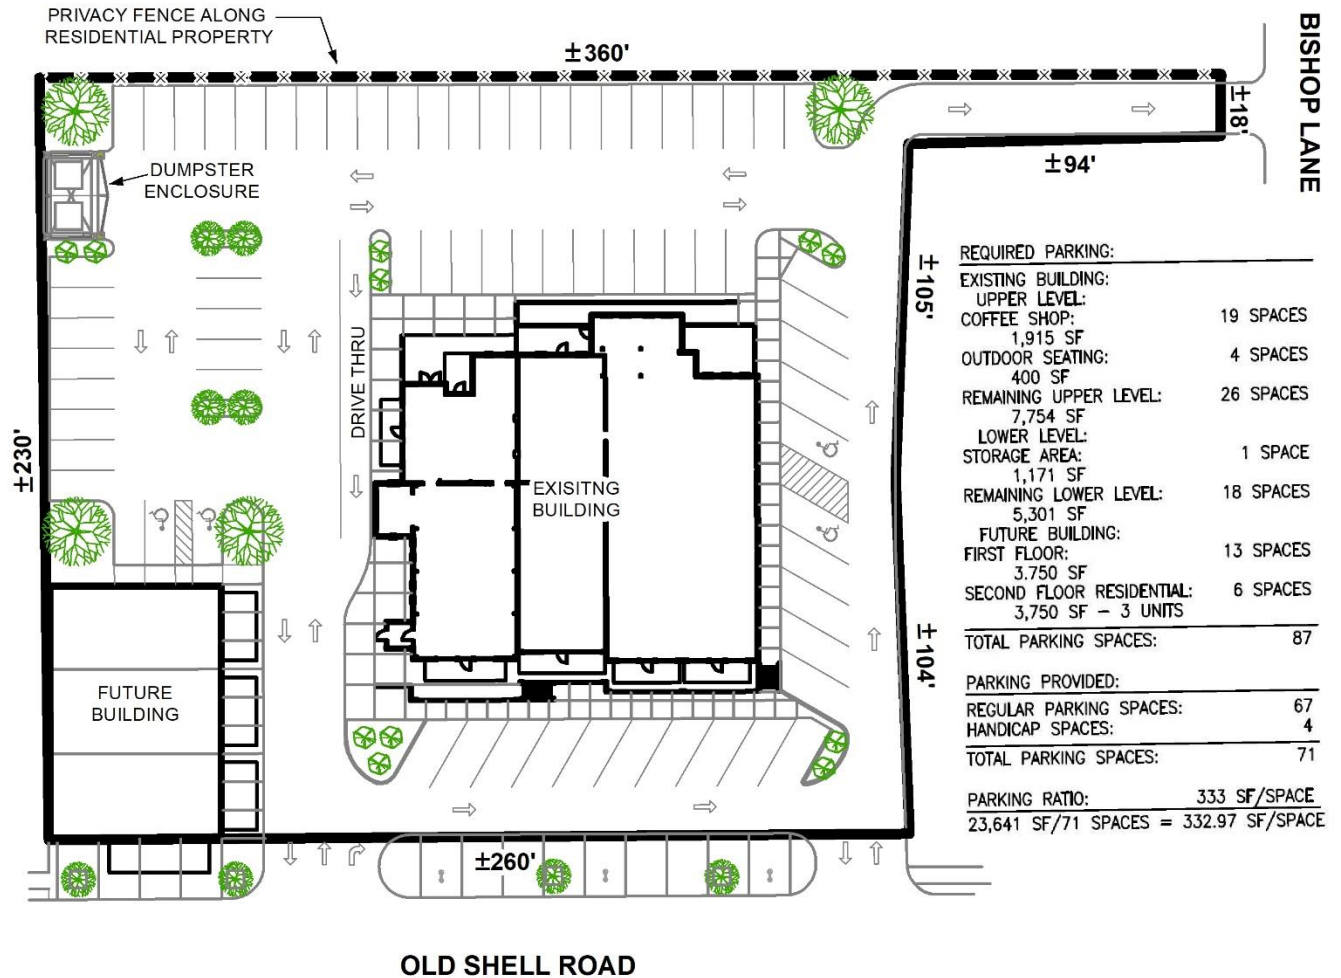 PRIVACY FENCE ALONG
RESIDENTIAL PROPERTY
±360'
BISHOP LANE
±18'
±94'
DUMPSTER
ENCLOSURE
±105'
DRIVE THRU
±230'
EXISITNG
BUILDING
±104'
FUTURE
BUILDING
±260'
OLD SHELL ROAD
REQUIRED PARKING:
EXISTING BUILDING:
UPPER LEVEL:
COFFEE SHOP: 19 SPACES
1,915 SF
OUTDOOR SEATING: 4 SPACES
400 SF
REMAINING UPPER LEVEL: 26 SPACES
7,754 SF
LOWER LEVEL:
STORAGE AREA: 1 SPACE
1,171 SF
REMAINING LOWER LEVEL: 18 SPACES
5,301 SF
FUTURE BUILDING:
FIRST FLOOR: 13 SPACES
3.750 SF
SECOND FLOOR RESIDENTIAL: 6 SPACES
3,750 SF – 3 UNITS
TOTAL PARKING SPACES: 87
PARKING PROVIDED:
REGULAR PARKING SPACES: 67
HANDICAP SPACES: 4
TOTAL PARKING SPACES: 71
PARKING RATIO: 333 SF/SPACE
23,641 SF/71 SPACES = 332.97 SF/SPACE